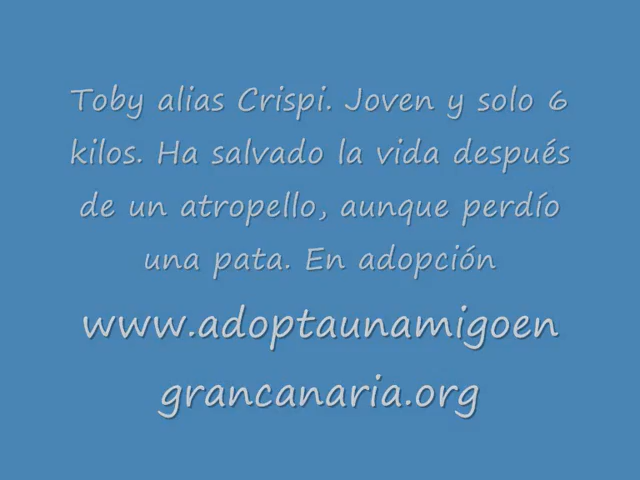 Toby alias Crispi. Joven y solo 6
kilos. Ha salvado la vida después
de un atropello, aunque perdío
una pata. En adopción
www.adoptaunamigoen
grancanaria.org